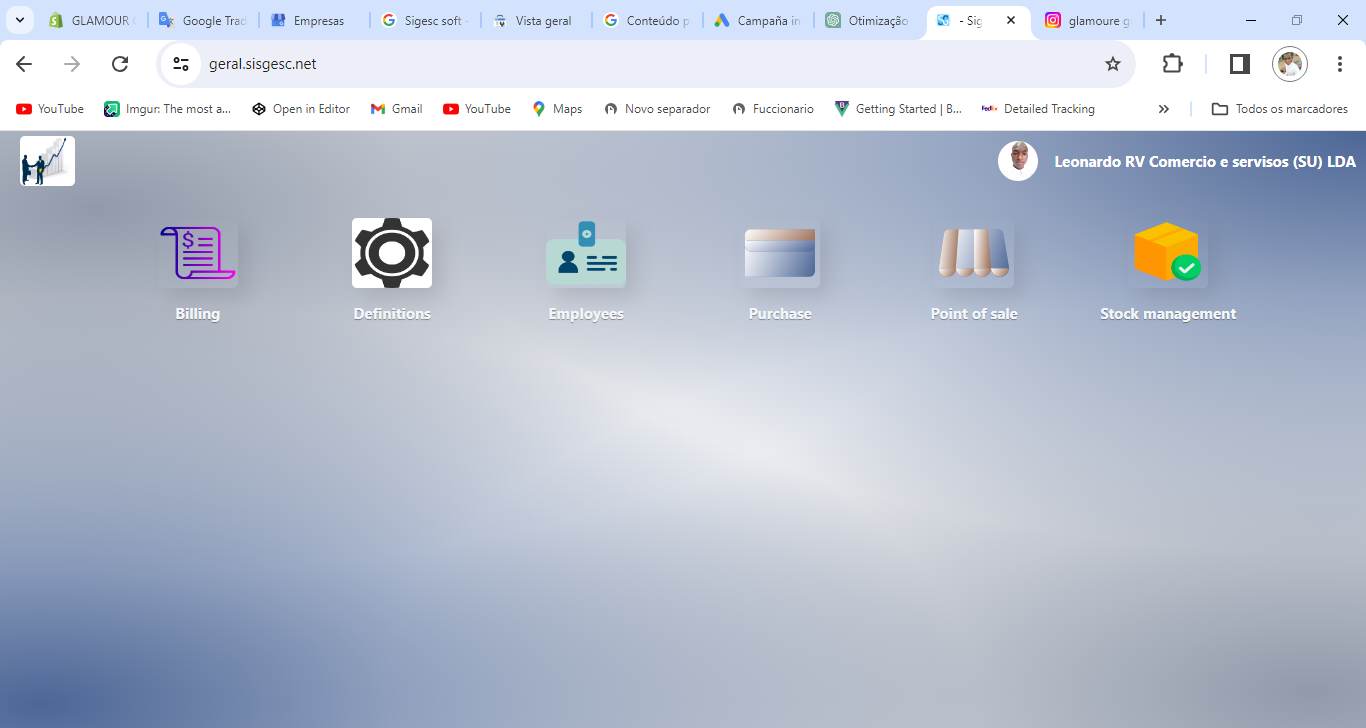 GLAMOUR
Google Trad
Empresas
Sigesc soft -
Vista geral
Conteúdo p
Campaña in
Otimização
- Sig
glamoure g
geral.sisgesc.net
YouTube
Imgur: The most a...
Open in Editor
Gmail
YouTube
Maps
Novo separador
Fuccionario
Getting Started | B...
FedEx
Detailed Tracking
Todos os marcadores
Leonardo RV Comercio e servisos (SU) LDA
$
Billing
Definitions
Employees
Purchase
Point of sale
Stock management